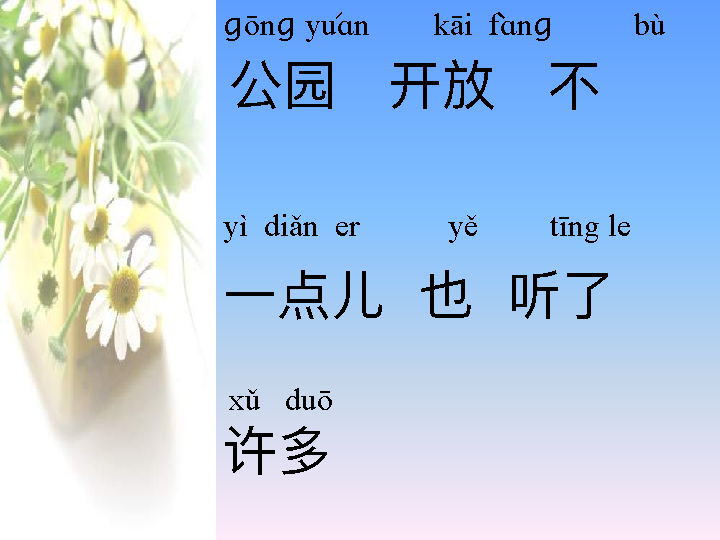 gōng yuán kāi fàng bù
公园 开放 不
yì diǎn er yě tīng le
一点儿 也 听了
xǔ duō
许多